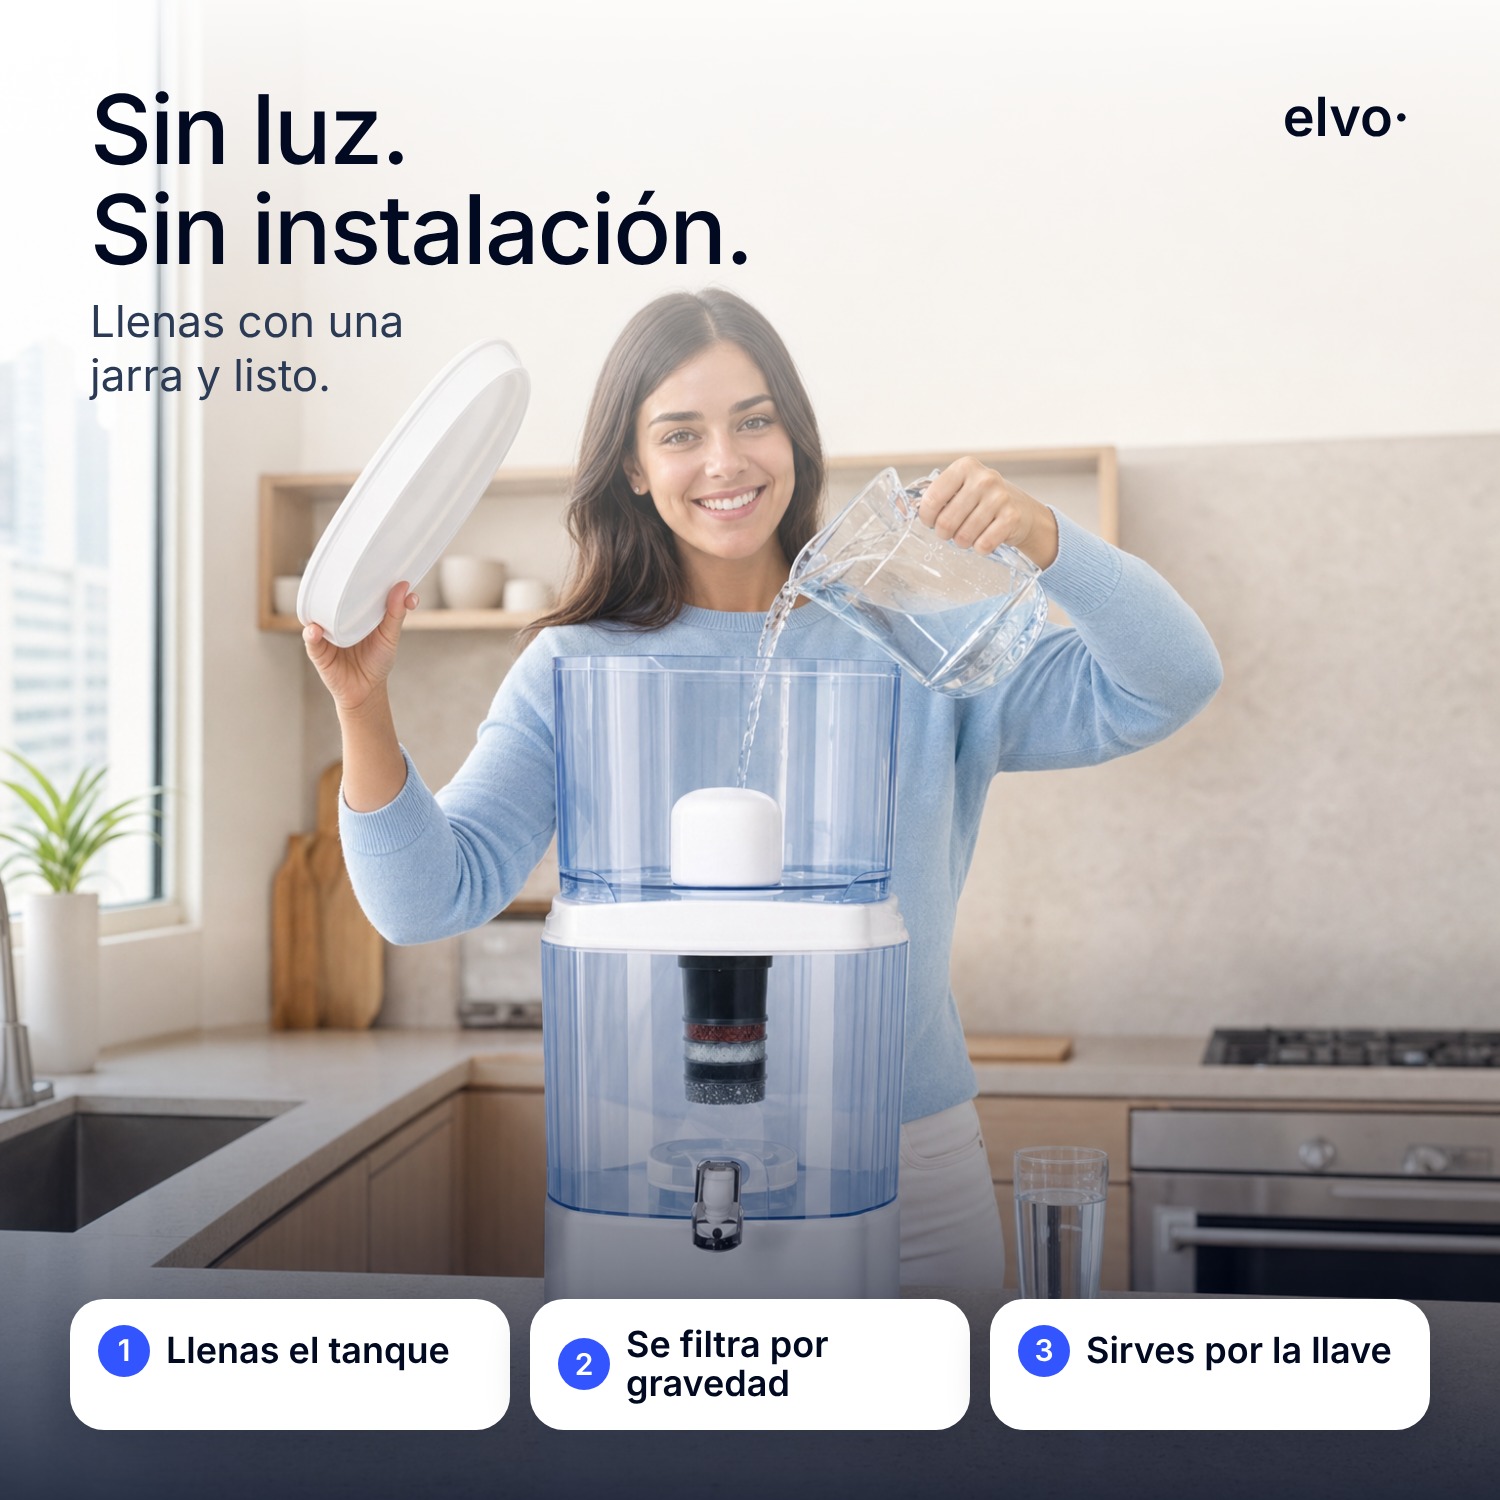 Sin luz.
elvo·
Sin instalación.
Llenas con una
jarra y listo.
1 Llenas el tanque
2 Se filtra por
gravedad
3 Sirves por la llave